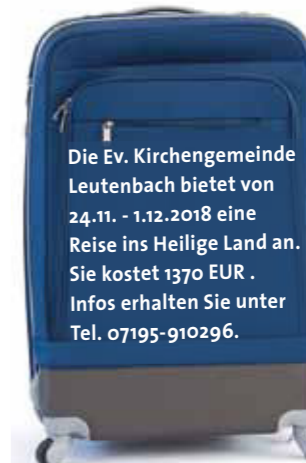 Die Ev. Kirchengemeinde
Leutenbach bietet von
24.11. - 1.12.2018 eine
Reise ins Heilige Land an.
Sie kostet 1370 EUR .
Infos erhalten Sie unter
Tel. 07195-910296.